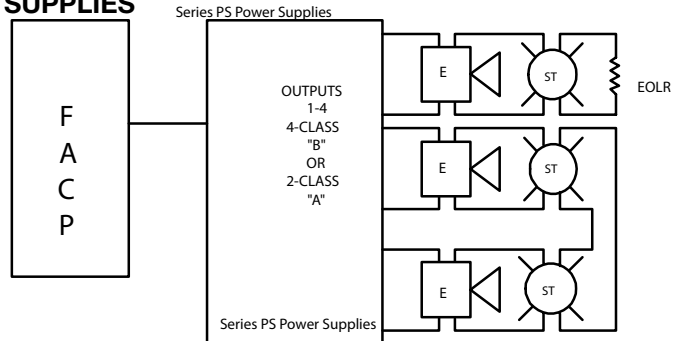 SUPPLIES
Series PS Power Supplies
F
A
C
P
OUTPUTS
1-4
4-CLASS
"B"
OR
2-CLASS
"A"
E
ST
EOLR
E
ST
E
ST
Series PS Power Supplies